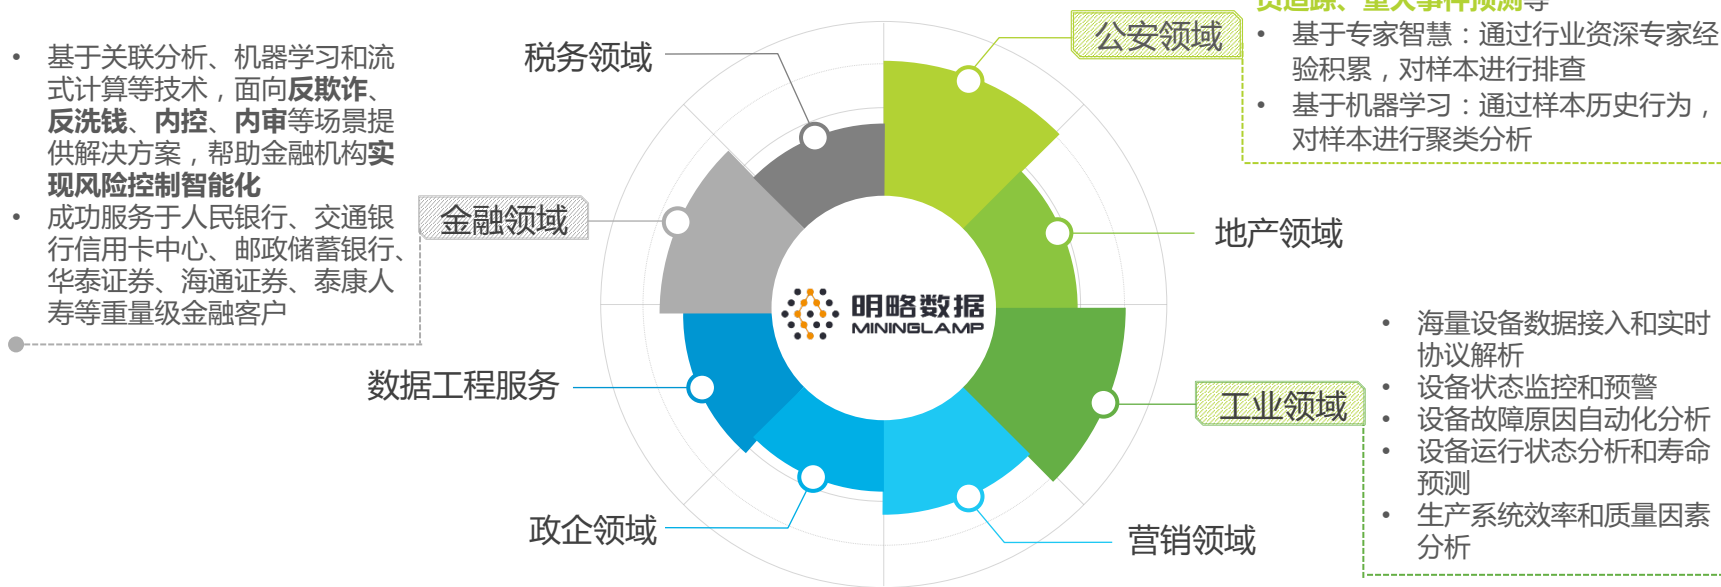 税务领域
• 基于关联分析、机器学习和流
式计算等技术，面向反欺诈、
反洗钱、内控、内审等场景提
供解决方案，帮助金融机构实
现风险控制智能化
• 成功服务于人民银行、交通银
行信用卡中心、邮政储蓄银行、
华泰证券、海通证券、泰康人
寿等重量级金融客户
金融领域
数据工程服务
政企领域
明略数据
MININGLAMP
公安领域
员追踪、重大事件预测等
• 基于专家智慧：通过行业资深专家经
验积累，对样本进行排查
• 基于机器学习：通过样本历史行为，
对样本进行聚类分析
地产领域
工业领域
• 海量设备数据接入和实时
协议解析
• 设备状态监控和预警
• 设备故障原因自动化分析
• 设备运行状态分析和寿命
预测
• 生产系统效率和质量因素
分析
营销领域